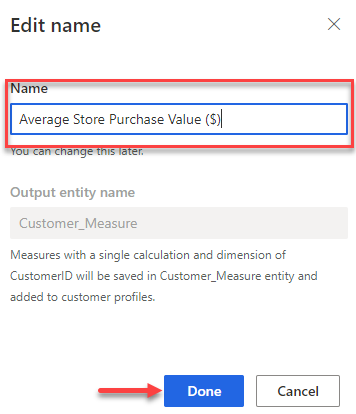 Edit name
Name
Average Store Purchase Value ($)
You can change this later.
Output entity name
Customer_Measure
Measures with a single calculation and dimension of
CustomerID will be saved in Customer_Measure entity and
added to customer profiles.
Done
Cancel